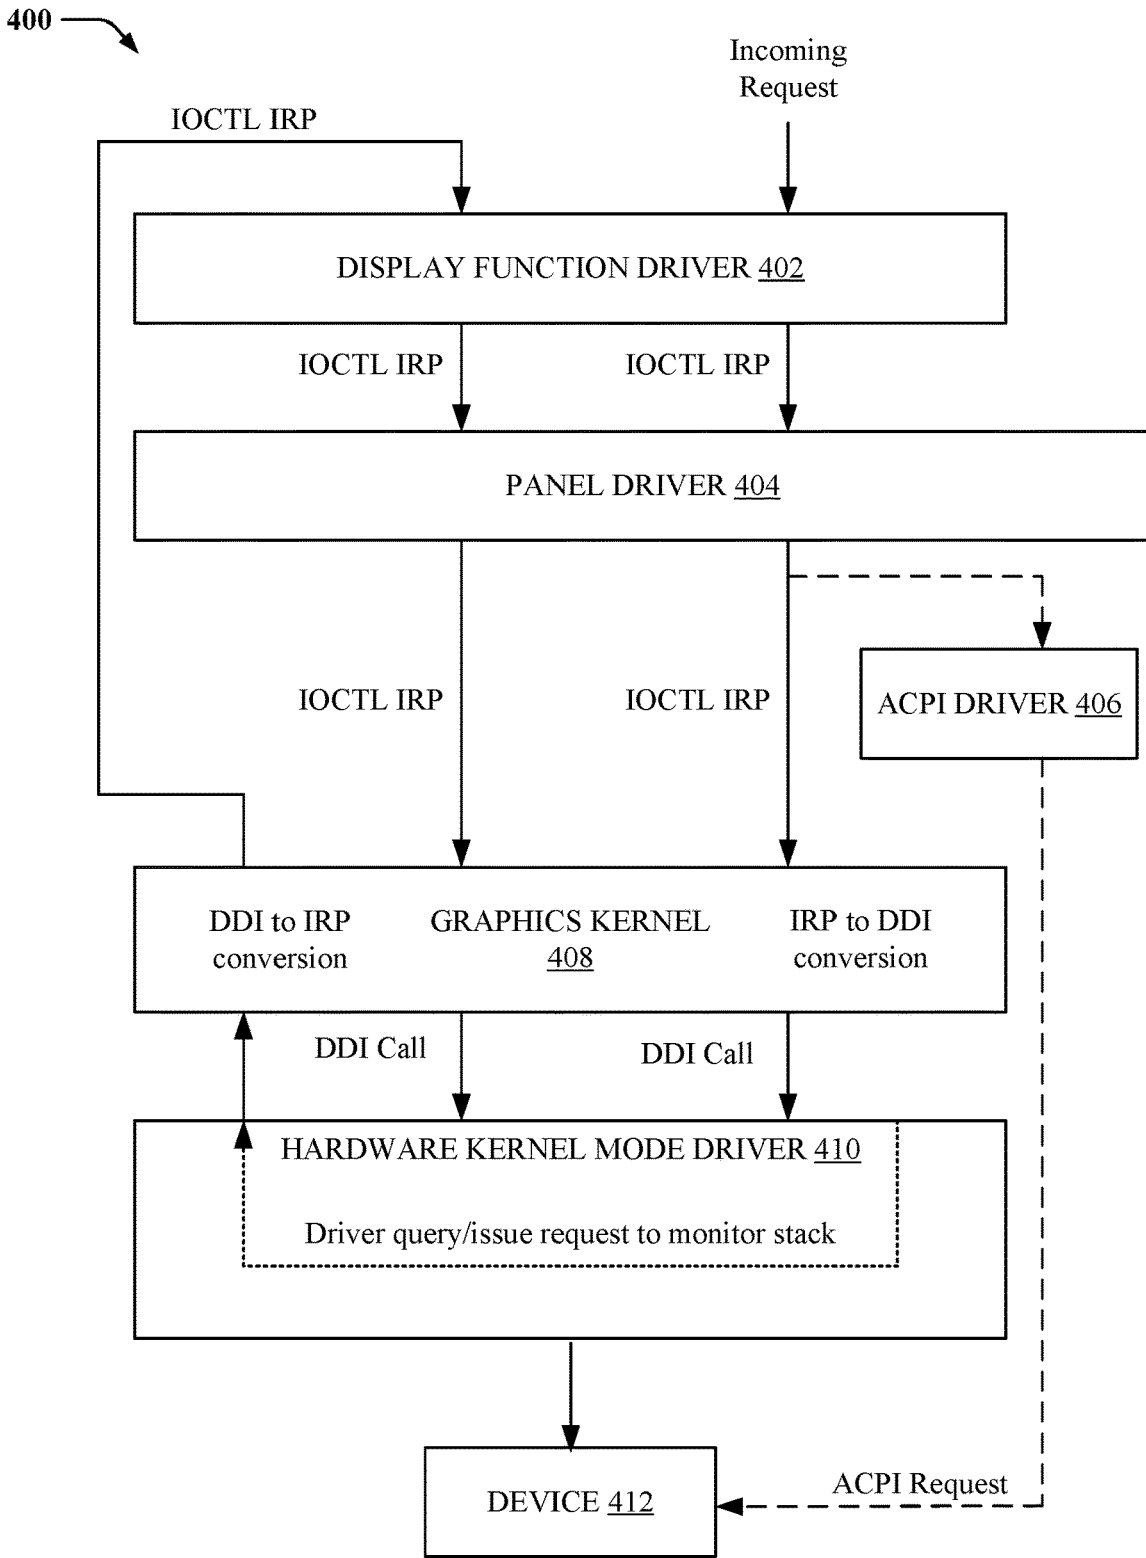 400
Incoming
Request
IOCTL IRP
DISPLAY FUNCTION DRIVER 402
IOCTL IRP
IOCTL IRP
PANEL DRIVER 404
IOCTL IRP
IOCTL IRP
ACPI DRIVER 406
DDI to IRP
conversion
GRAPHICS KERNEL
408
IRP to DDI
conversion
DDI Call
DDI Call
HARDWARE KERNEL MODE DRIVER 410
Driver query/issue request to monitor stack
ACPI Request
DEVICE 412